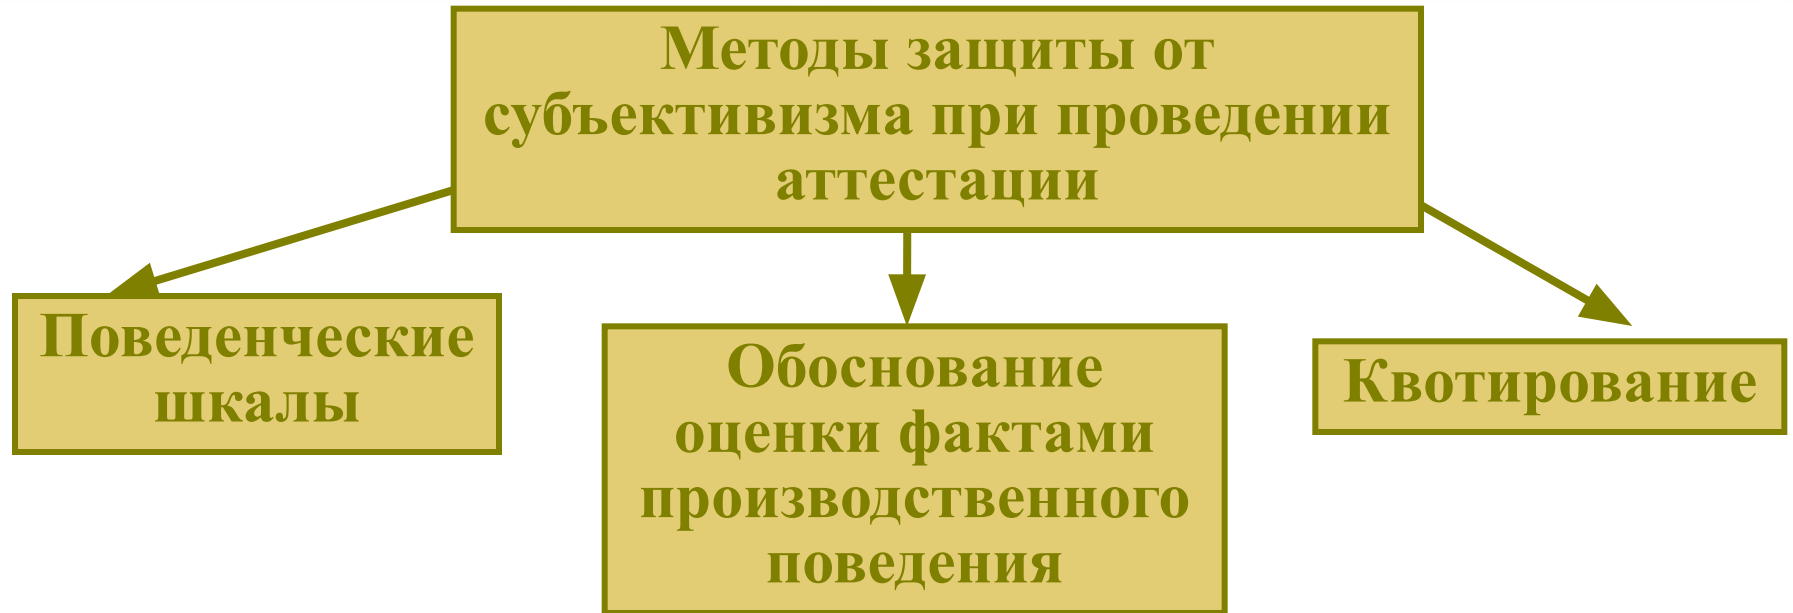 Методы защиты от
субъективизма при проведении
аттестации
Поведенческие
шкалы
Обоснование
оценки фактами
производственного
поведения
Квотирование